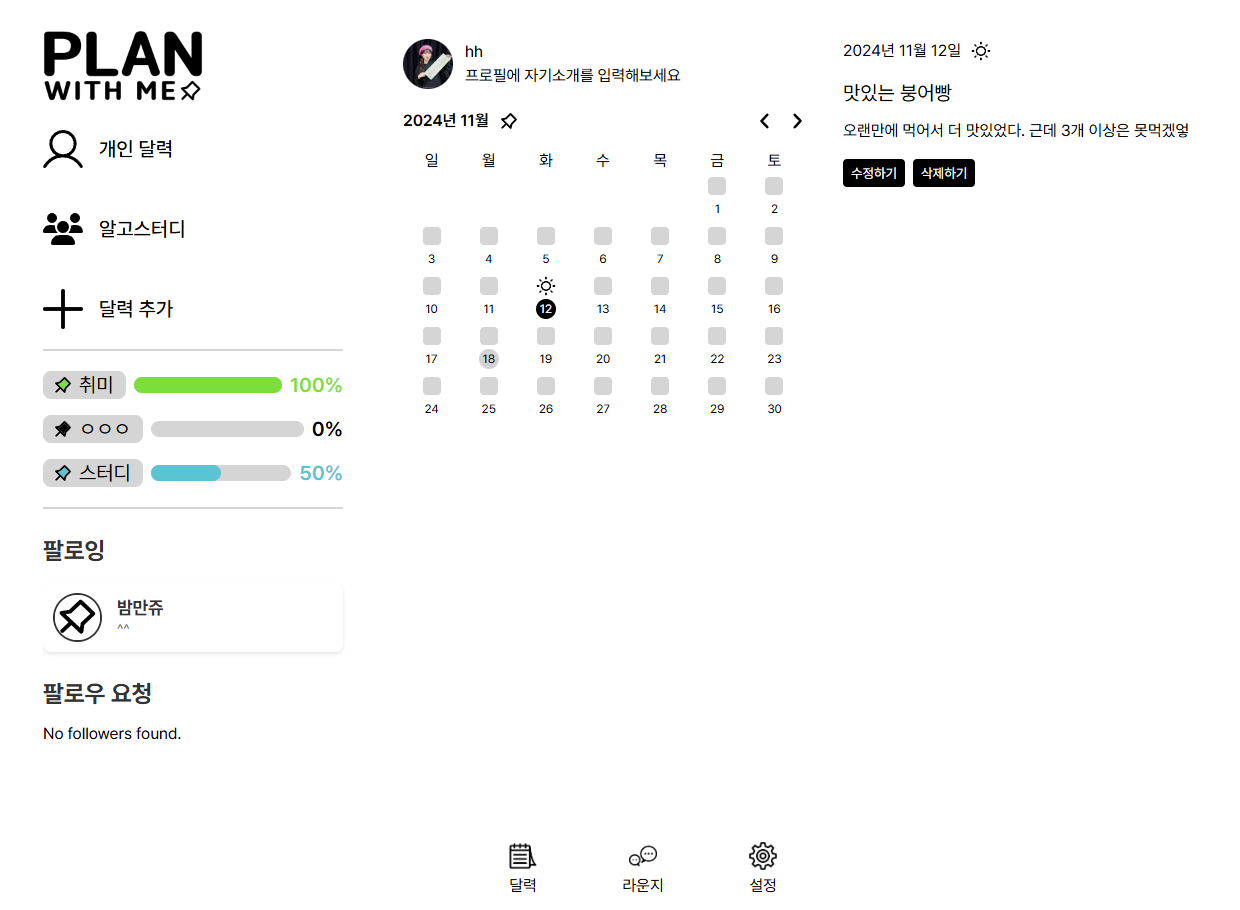 PLAN
WITH ME
개인 달력
알고스터디
달력 추가
취미 100%
ㅇㅇㅇ 0%
스터디 50%
팔로잉
밤만쥬
^^
팔로우 요청
No followers found.
hh
프로필에 자기소개를 입력해보세요
2024년 11월
일 월 화 수 목 금 토
1 2
3 4 5 6 7 8 9
10 11 12 13 14 15 16
17 18 19 20 21 22 23
24 25 26 27 28 29 30
2024년 11월 12일
맛있는 붕어빵
오랜만에 먹어서 더 맛있었다. 근데 3개 이상은 못먹겠엏
수정하기 삭제하기
달력 라운지 설정